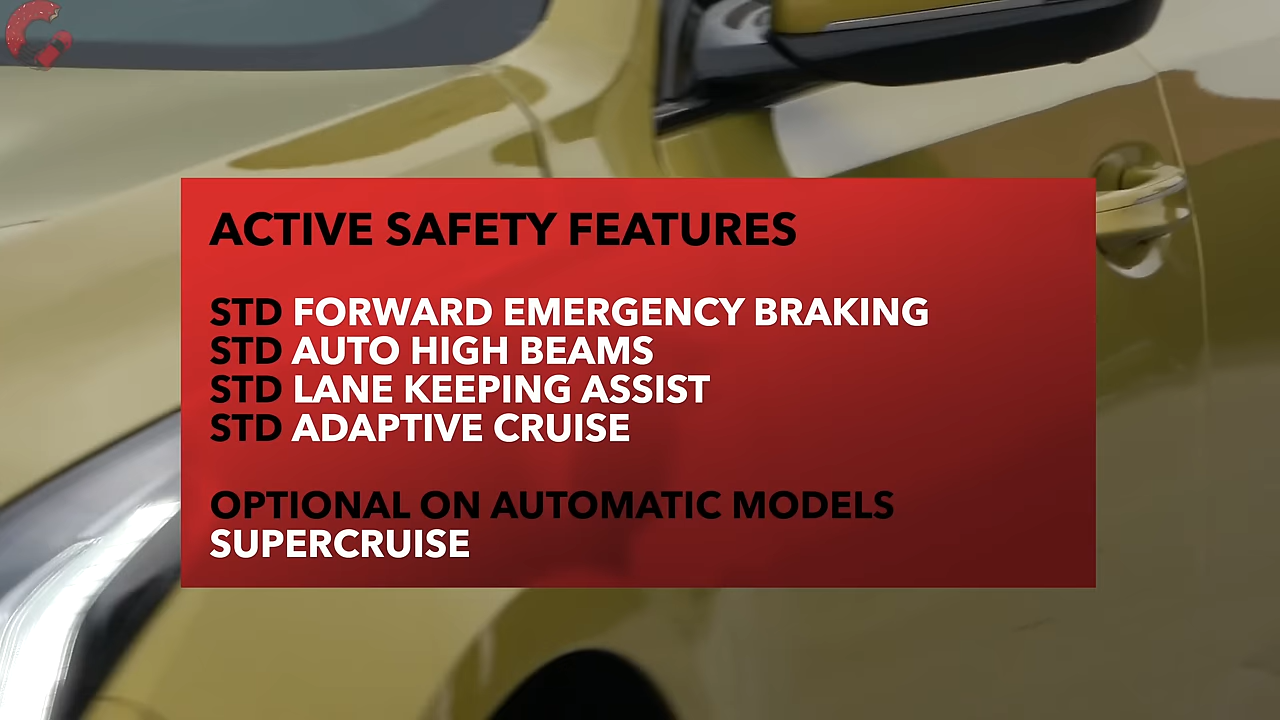 ACTIVE SAFETY FEATURES
STD FORWARD EMERGENCY BRAKING
STD AUTO HIGH BEAMS
STD LANE KEEPING ASSIST
STD ADAPTIVE CRUISE
OPTIONAL ON AUTOMATIC MODELS
SUPERCRUISE